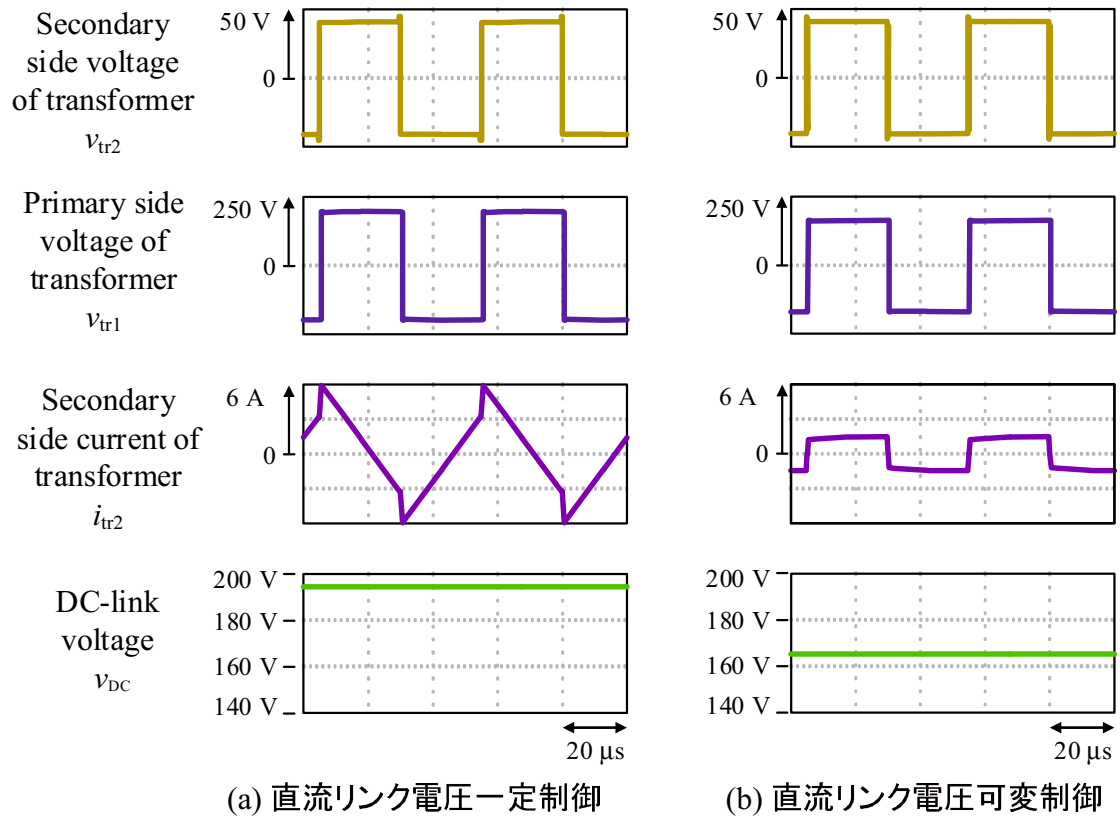 Secondary
side voltage
of transformer
vtr2
50 V
0
50 V
0
Primary side
voltage of
transformer
vtr1
250 V
0
250 V
0
Secondary
side current of
transformer
itr2
6 A
0
6 A
0
DC-link
voltage
vDC
200 V
180 V
160 V
140 V
200 V
180 V
160 V
140 V
20 μs
20 μs
(a) 直流リンク電圧一定制御
(b) 直流リンク電圧可変制御